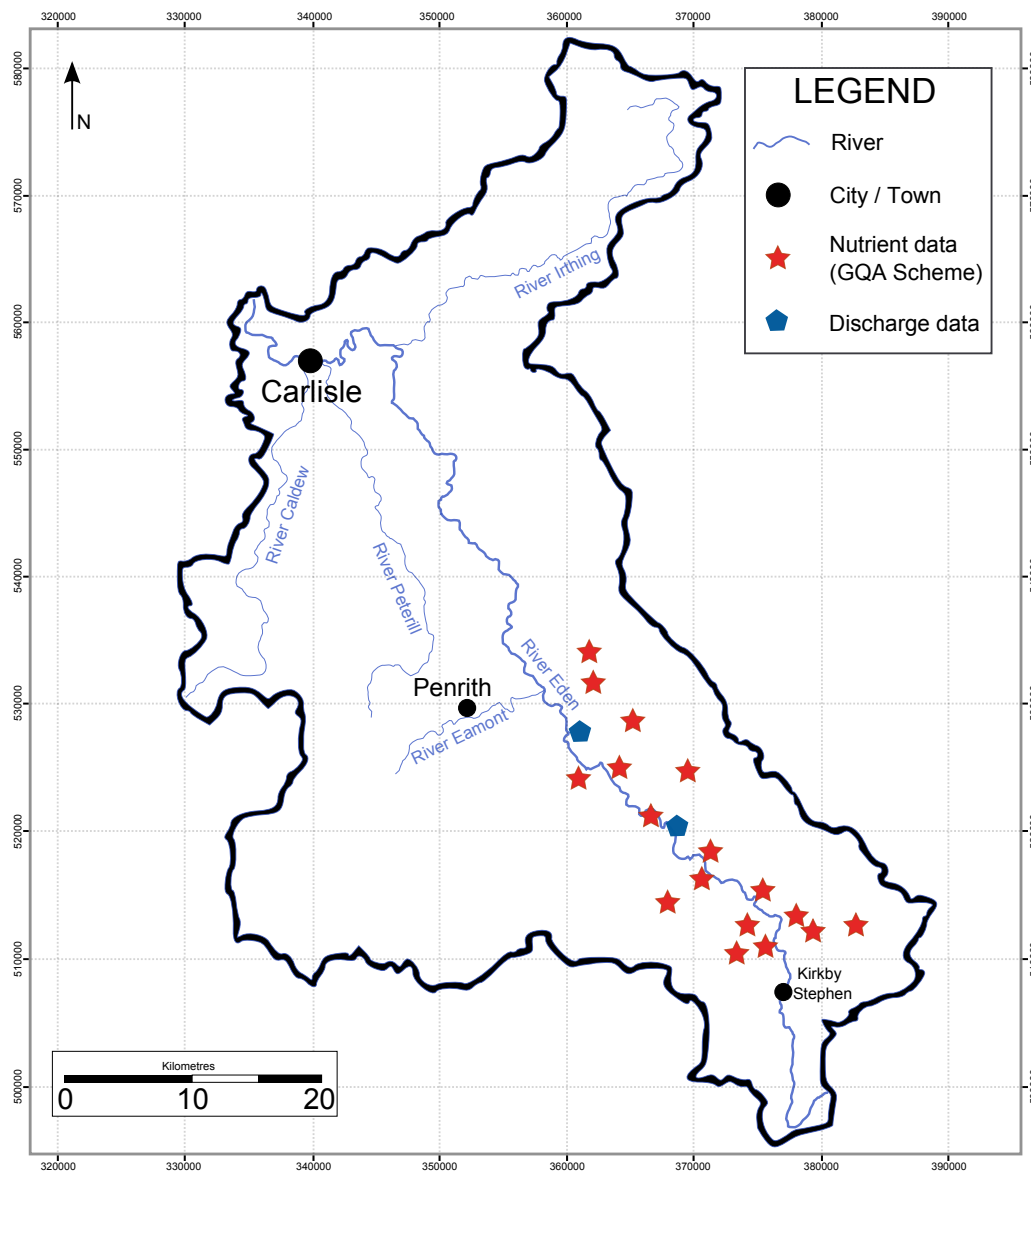 320000 330000 340000 350000 360000 370000 380000 390000
580000
570000
560000
550000
540000
530000
520000
510000
500000
N
LEGEND
River
City / Town
Nutrient data
(GQA Scheme)
Discharge data
River Irthing
Carlisle
River Caldew
River Peterill
River Eden
Penrith
River Eamont
Kirkby
Stephen
Kilometres
0 10 20
320000 330000 340000 350000 360000 370000 380000 390000